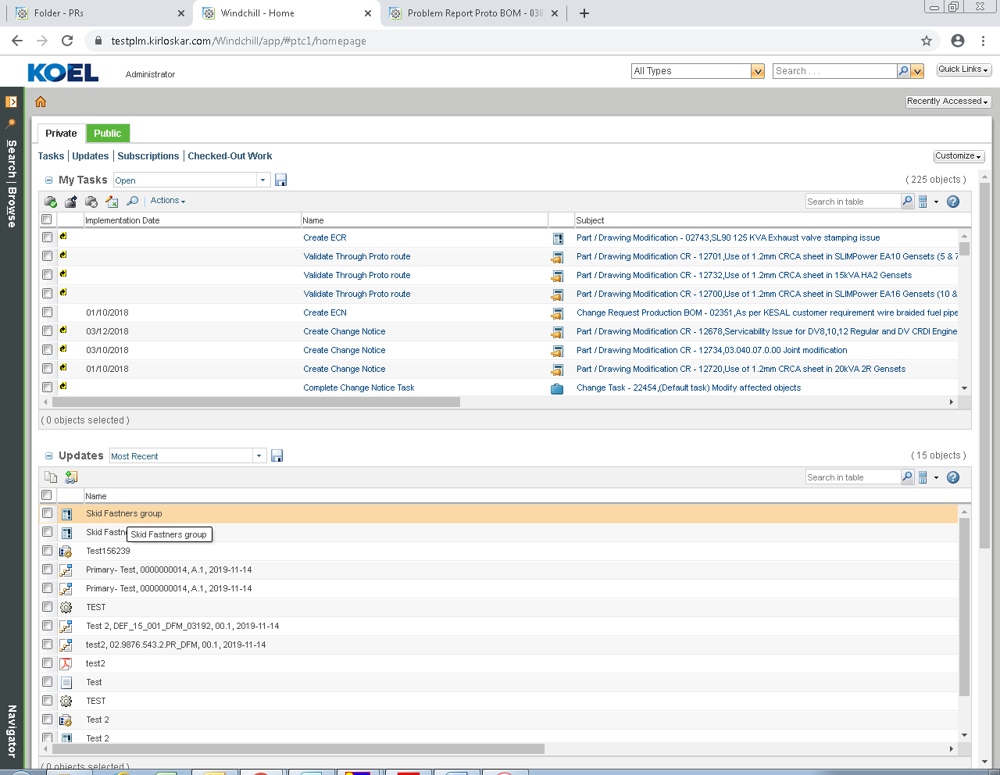 Folder - PRs
Windchill - Home
Problem Report Proto BOM - 038
testplm.kirloskar.com/Windchill/app/#ptc1/homepage
KOEL
Administrator
All Types
Search . . .
Quick Links
Recently Accessed
Search | Browse
Navigator
Private
Public
Tasks | Updates | Subscriptions | Checked-Out Work
Customize
My Tasks
Open
( 225 objects )
Actions
Search in table
Implementation Date Name Subject
Create ECR Part / Drawing Modification - 02743,SL90 125 KVA Exhaust valve stamping issue
Validate Through Proto route Part / Drawing Modification CR - 12701,Use of 1.2mm CRCA sheet in SLIMPower EA10 Gensets (5 & 7
Validate Through Proto route Part / Drawing Modification CR - 12732,Use of 1.2mm CRCA sheet in 15kVA HA2 Gensets
Validate Through Proto route Part / Drawing Modification CR - 12700,Use of 1.2mm CRCA sheet in SLIMPower EA16 Gensets (10 &
01/10/2018 Create ECN Change Request Production BOM - 02351,As per KESAL customer requirement wire braided fuel pipe
03/12/2018 Create Change Notice Part / Drawing Modification CR - 12678,Servicability Issue for DV8,10,12 Regular and DV CRDI Engine
03/10/2018 Create Change Notice Part / Drawing Modification CR - 12734,03.040.07.0.00 Joint modification
01/10/2018 Create Change Notice Part / Drawing Modification CR - 12720,Use of 1.2mm CRCA sheet in 20kVA 2R Gensets
Complete Change Notice Task Change Task - 22454,(Default task) Modify affected objects
( 0 objects selected )
Updates
Most Recent
( 15 objects )
Search in table
Name
Skid Fastners group
Skid Fastn
Skid Fastners group
Test156239
Primary- Test, 0000000014, A.1, 2019-11-14
Primary- Test, 0000000014, A.1, 2019-11-14
TEST
Test 2, DEF_15_001_DFM_03192, 00.1, 2019-11-14
test2, 02.9876.543.2.PR_DFM, 00.1, 2019-11-14
test2
Test
TEST
Test 2
Test 2
( 0 objects selected )